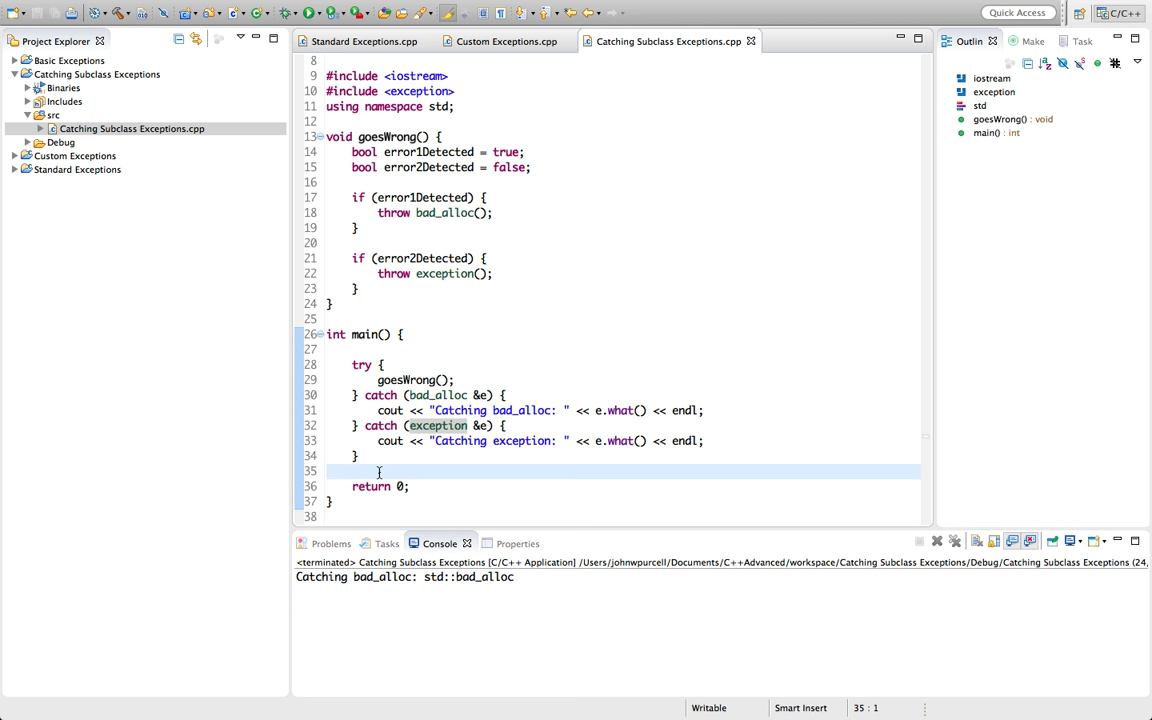 Quick Access
C/C++
Project Explorer
Basic Exceptions
Catching Subclass Exceptions
Binaries
Includes
src
Catching Subclass Exceptions.cpp
Debug
Custom Exceptions
Standard Exceptions
Standard Exceptions.cpp
Custom Exceptions.cpp
Catching Subclass Exceptions.cpp
8
9 #include <iostream>
10 #include <exception>
11 using namespace std;
12
13 void goesWrong() {
14 bool error1Detected = true;
15 bool error2Detected = false;
16
17 if (error1Detected) {
18 throw bad_alloc();
19 }
20
21 if (error2Detected) {
22 throw exception();
23 }
24 }
25
26 int main() {
27
28 try {
29 goesWrong();
30 } catch (bad_alloc &e) {
31 cout << "Catching bad_alloc: " << e.what() << endl;
32 } catch (exception &e) {
33 cout << "Catching exception: " << e.what() << endl;
34 }
35
36 return 0;
37 }
38
Outlin
Make
Task
iostream
exception
std
goesWrong() : void
main() : int
Problems
Tasks
Console
Properties
<terminated> Catching Subclass Exceptions [C/C++ Application] /Users/johnwpurcell/Documents/C++Advanced/workspace/Catching Subclass Exceptions/Debug/Catching Subclass Exceptions (24,
Catching bad_alloc: std::bad_alloc
Writable
Smart Insert
35 : 1